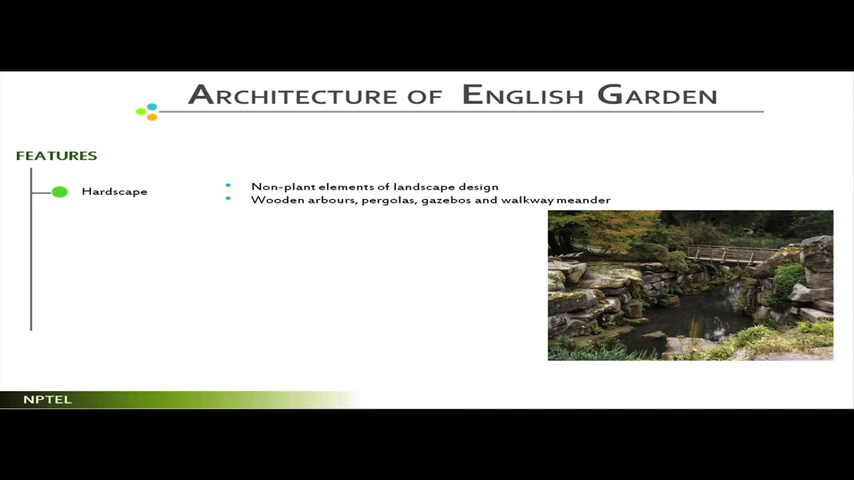 ARCHITECTURE OF ENGLISH GARDEN
FEATURES
Hardscape
• Non-plant elements of landscape design
• Wooden arbours, pergolas, gazebos and walkway meander
NPTEL